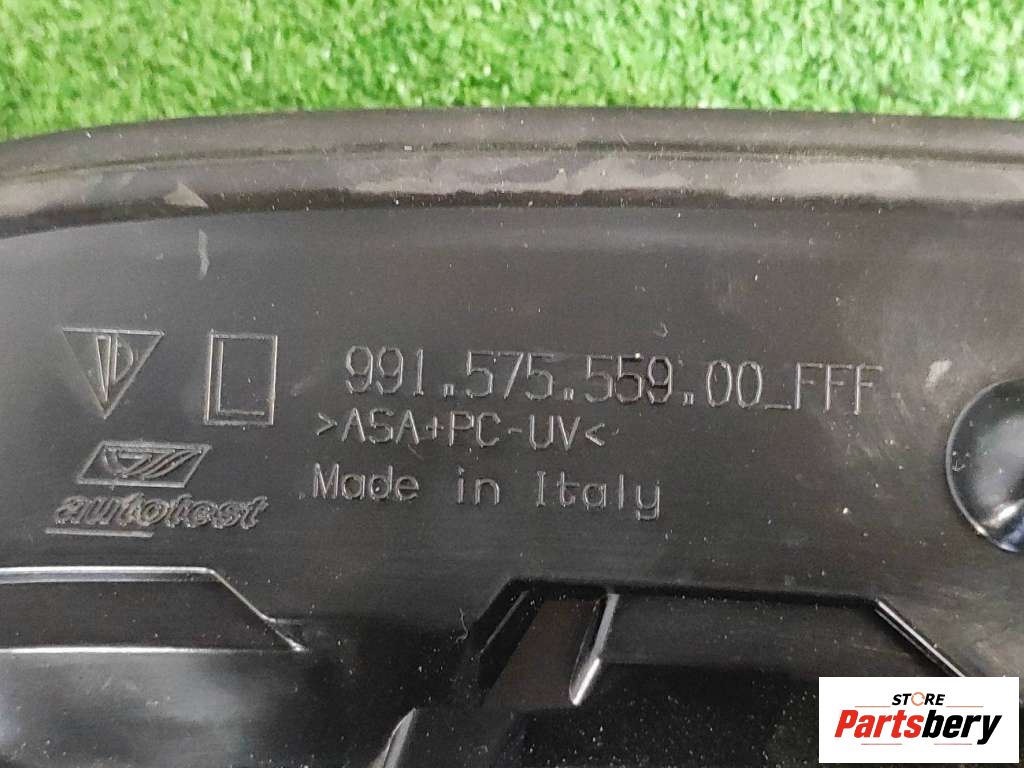 L
991.575.559.00_FFF
>ASA+PC-UV<
Made in Italy
autotest
STORE
Partsbery